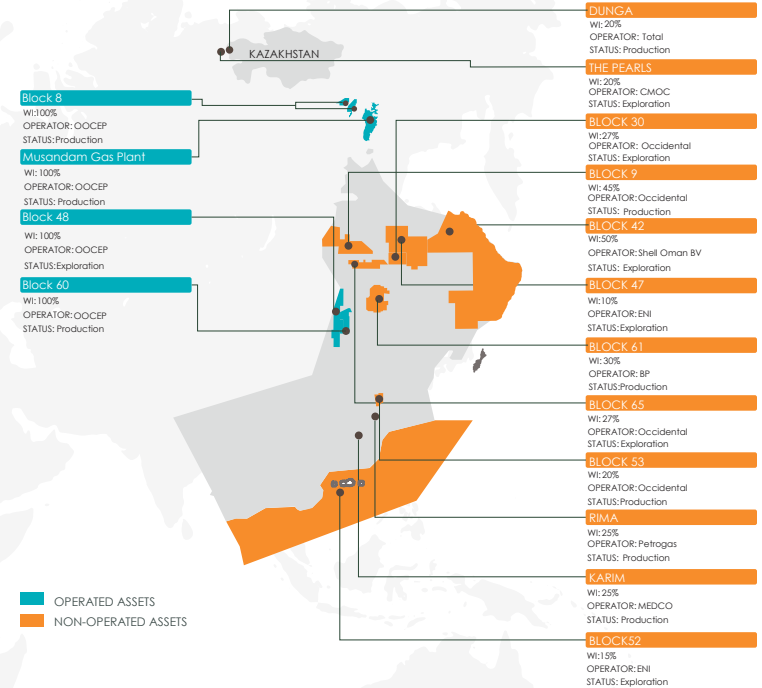 KAZAKHSTAN
Block 8
WI:100%
OPERATOR: OOCEP
STATUS:Production
Musandam Gas Plant
WI: 100%
OPERATOR: OOCEP
STATUS: Production
Block 48
WI: 100%
OPERATOR: OOCEP
STATUS:Exploration
Block 60
WI:100%
OPERATOR: OOCEP
STATUS: Production
OPERATED ASSETS
NON-OPERATED ASSETS
DUNGA
WI: 20%
OPERATOR: Total
STATUS: Production
THE PEARLS
WI: 20%
OPERATOR: CMOC
STATUS: Exploration
BLOCK 30
WI:27%
OPERATOR: Occidental
STATUS: Exploration
BLOCK 9
WI: 45%
OPERATOR:Occidental
STATUS: Production
BLOCK 42
WI:50%
OPERATOR:Shell Oman BV
STATUS: Exploration
BLOCK 47
WI:10%
OPERATOR: ENI
STATUS:Exploration
BLOCK 61
WI: 30%
OPERATOR: BP
STATUS:Production
BLOCK 65
WI: 27%
OPERATOR:Occidental
STATUS: Exploration
BLOCK 53
WI: 20%
OPERATOR:Occidental
STATUS:Production
RIMA
WI: 25%
OPERATOR: Petrogas
STATUS: Production
KARIM
WI: 25%
OPERATOR: MEDCO
STATUS: Production
BLOCK52
WI:15%
OPERATOR: ENI
STATUS: Exploration